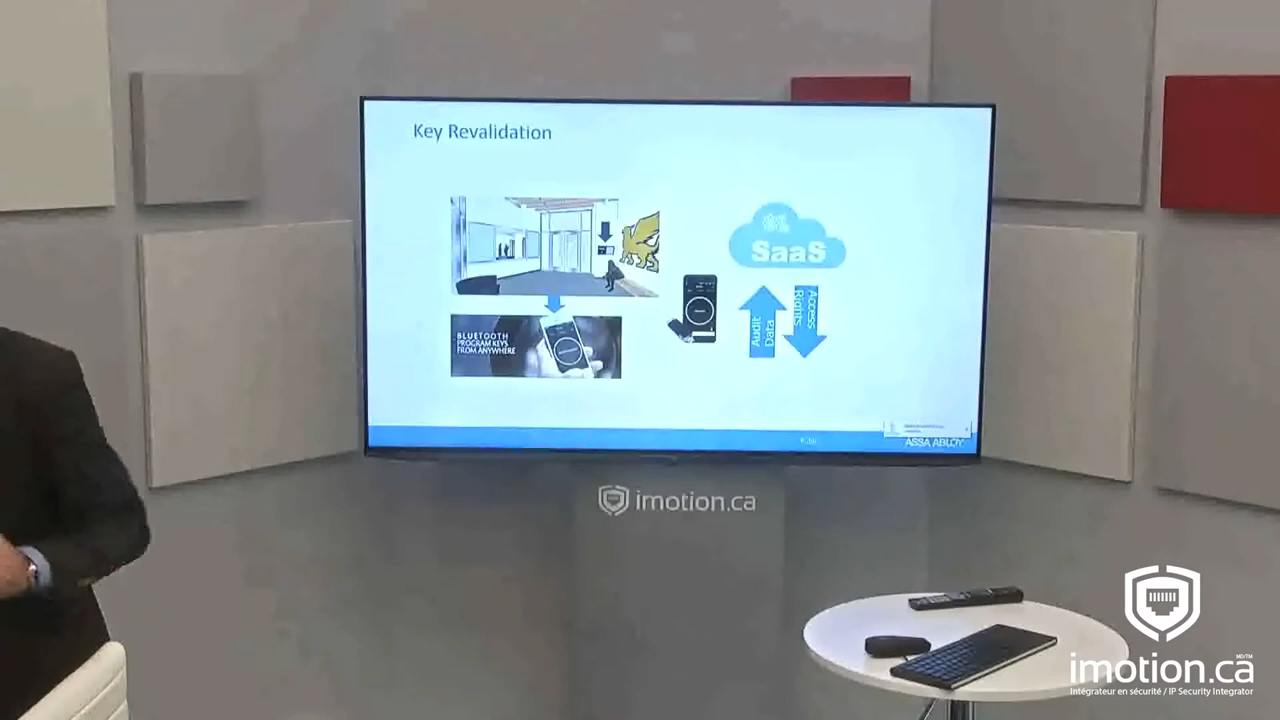 Key Revalidation
SaaS
BLUETOOTH
PROGRAM KEYS
FROM ANYWHERE
Audit
Data
Access
Rights
ASSA ABLOY
imotion.ca
imotion.ca
MD/TM
Intégrateur en sécurité / IP Security Integrator